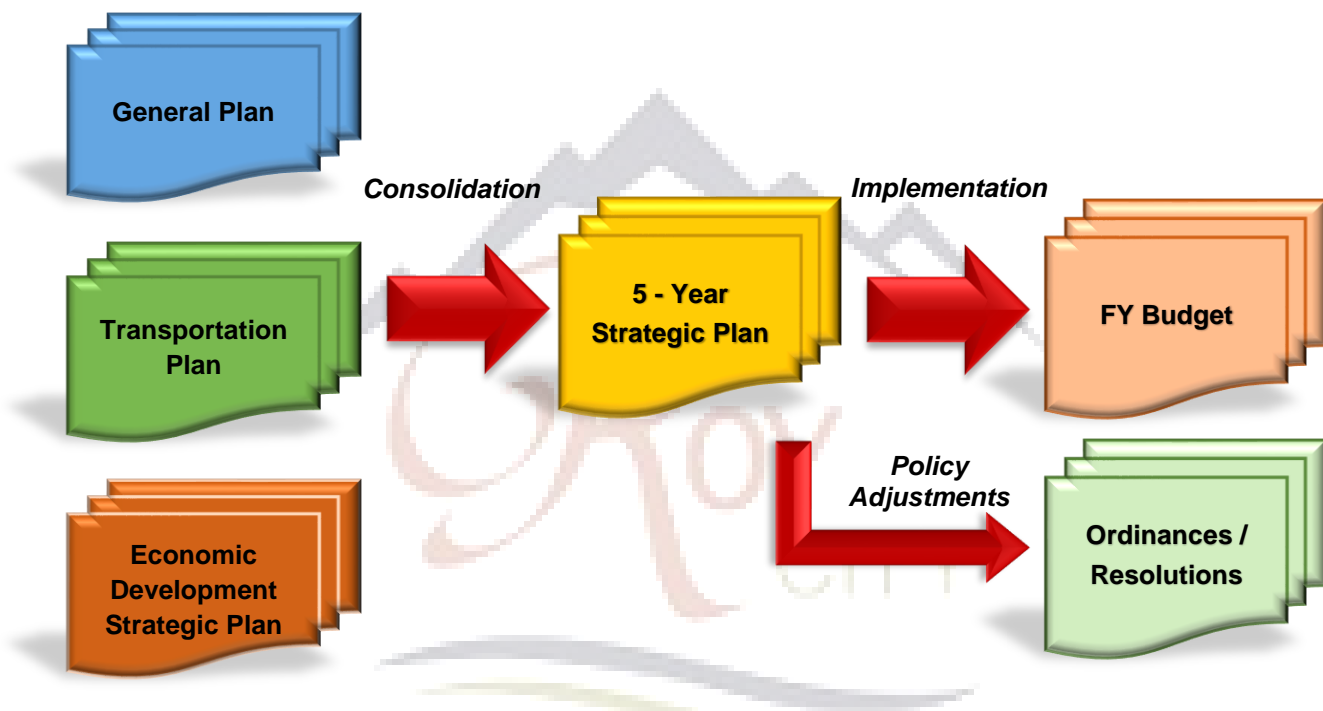 General Plan
Consolidation
Implementation
Transportation
Plan
5 - Year
Strategic Plan
FY Budget
Policy
Adjustments
Economic
Development
Strategic Plan
Ordinances /
Resolutions
Roy